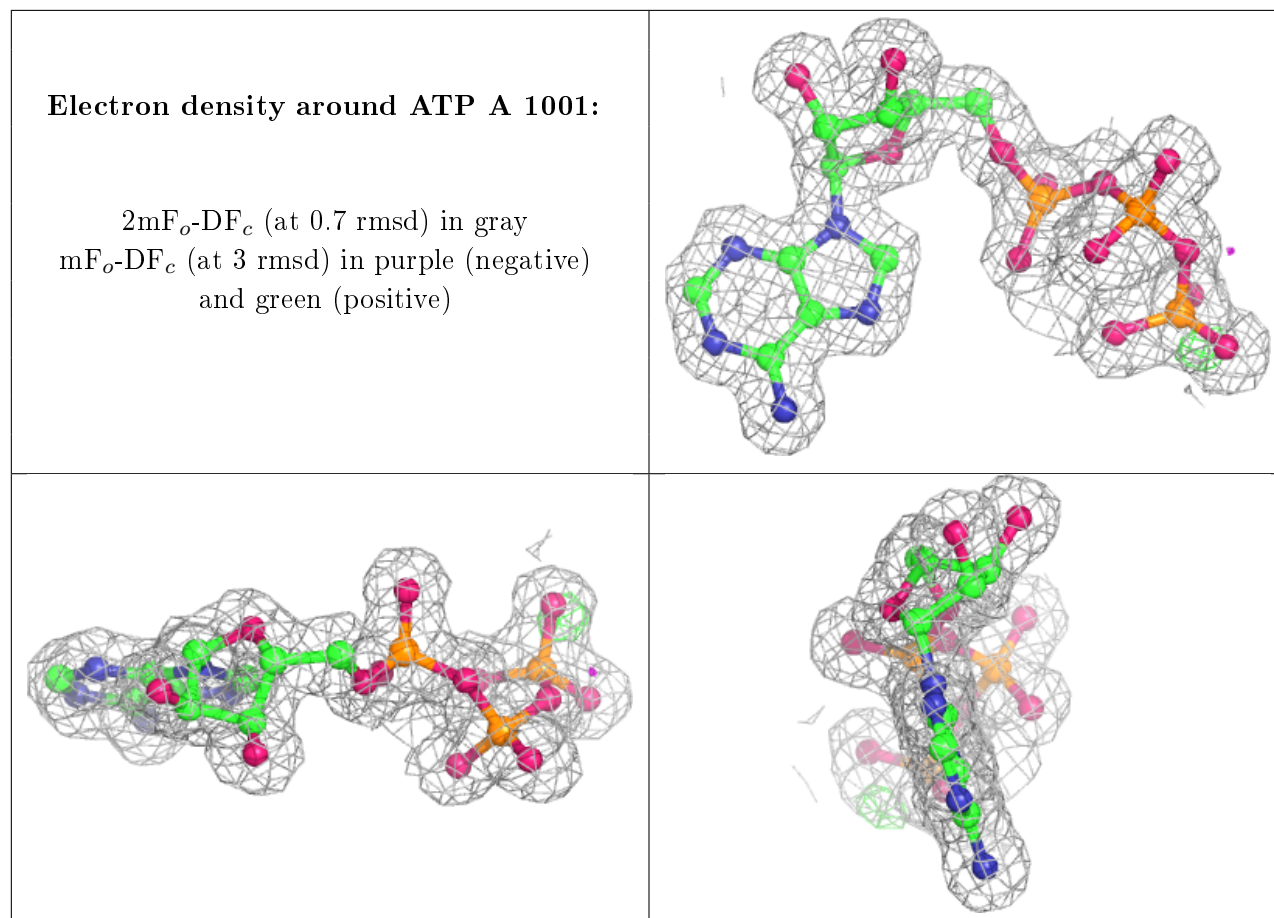 Electron density around ATP A 1001:
2mFₒ-DF𝒸 (at 0.7 rmsd) in gray
mFₒ-DF𝒸 (at 3 rmsd) in purple (negative)
and green (positive)